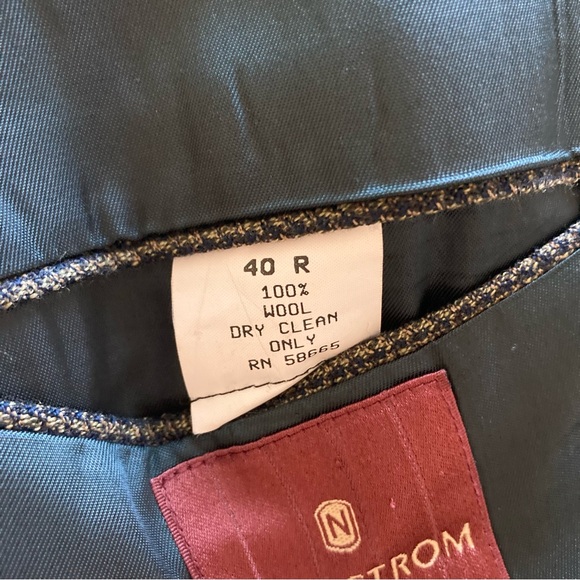 40 R
100%
WOOL
DRY CLEAN
ONLY
RN 58665
N
STROM